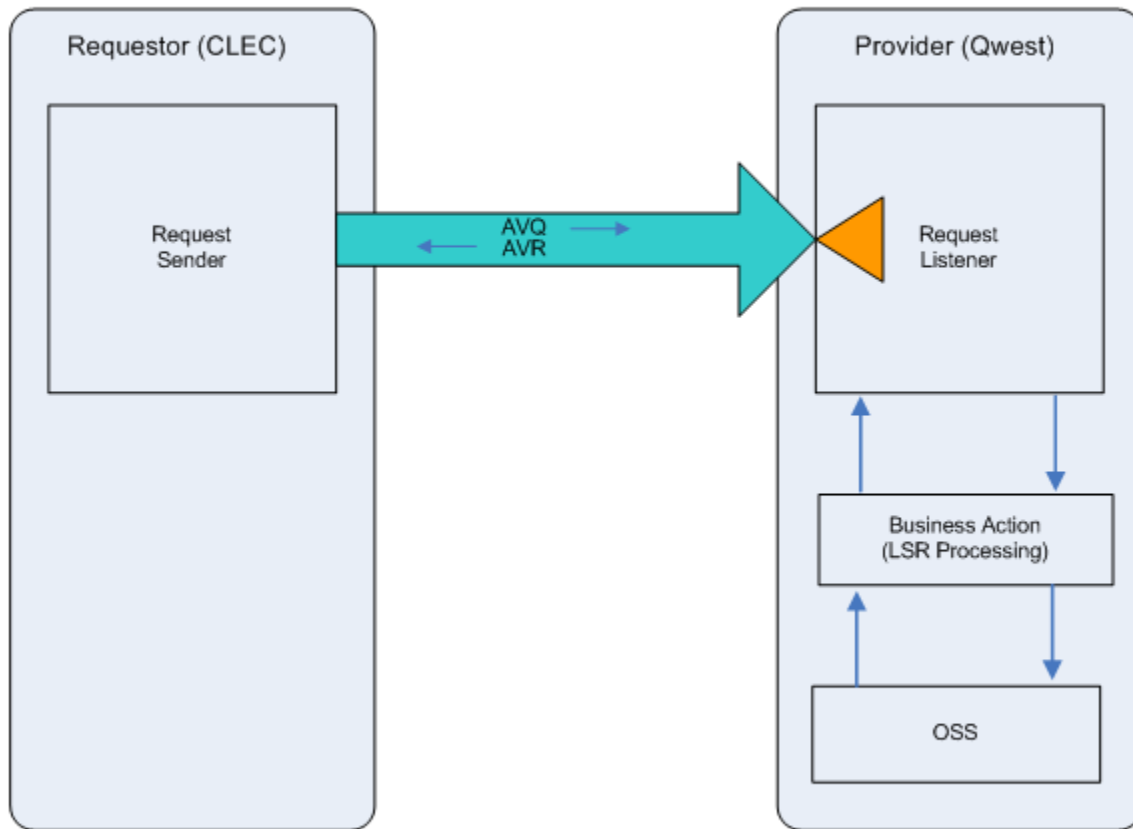 Requestor (CLEC)
Provider (Qwest)
Request
Sender
AVQ
AVR
Request
Listener
Business Action
(LSR Processing)
OSS